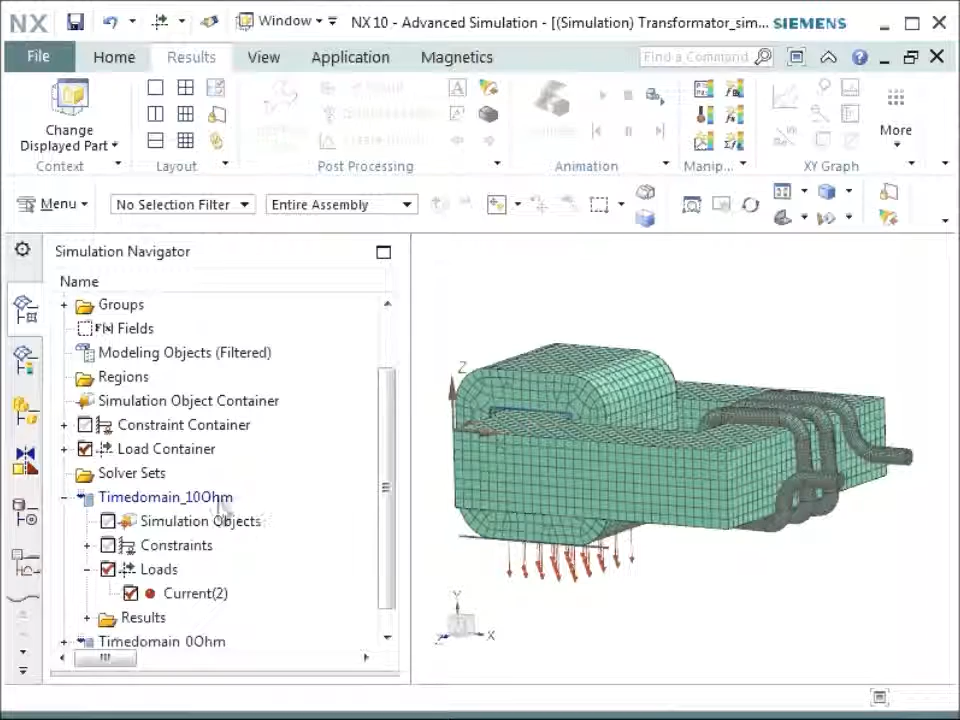 NX Window NX 10 - Advanced Simulation - [(Simulation) Transformator_sim... SIEMENS
File Home Results View Application Magnetics Find a Command
Change
Displayed Part
More
Context Layout Post Processing Animation Manip... XY Graph
Menu No Selection Filter Entire Assembly
Simulation Navigator
Name
Groups
Fields
Modeling Objects (Filtered)
Regions
Simulation Object Container
Constraint Container
Load Container
Solver Sets
Timedomain_10Ohm
Simulation Objects
Constraints
Loads
Current(2)
Results
Timedomain 0Ohm
Z
Y
Z X